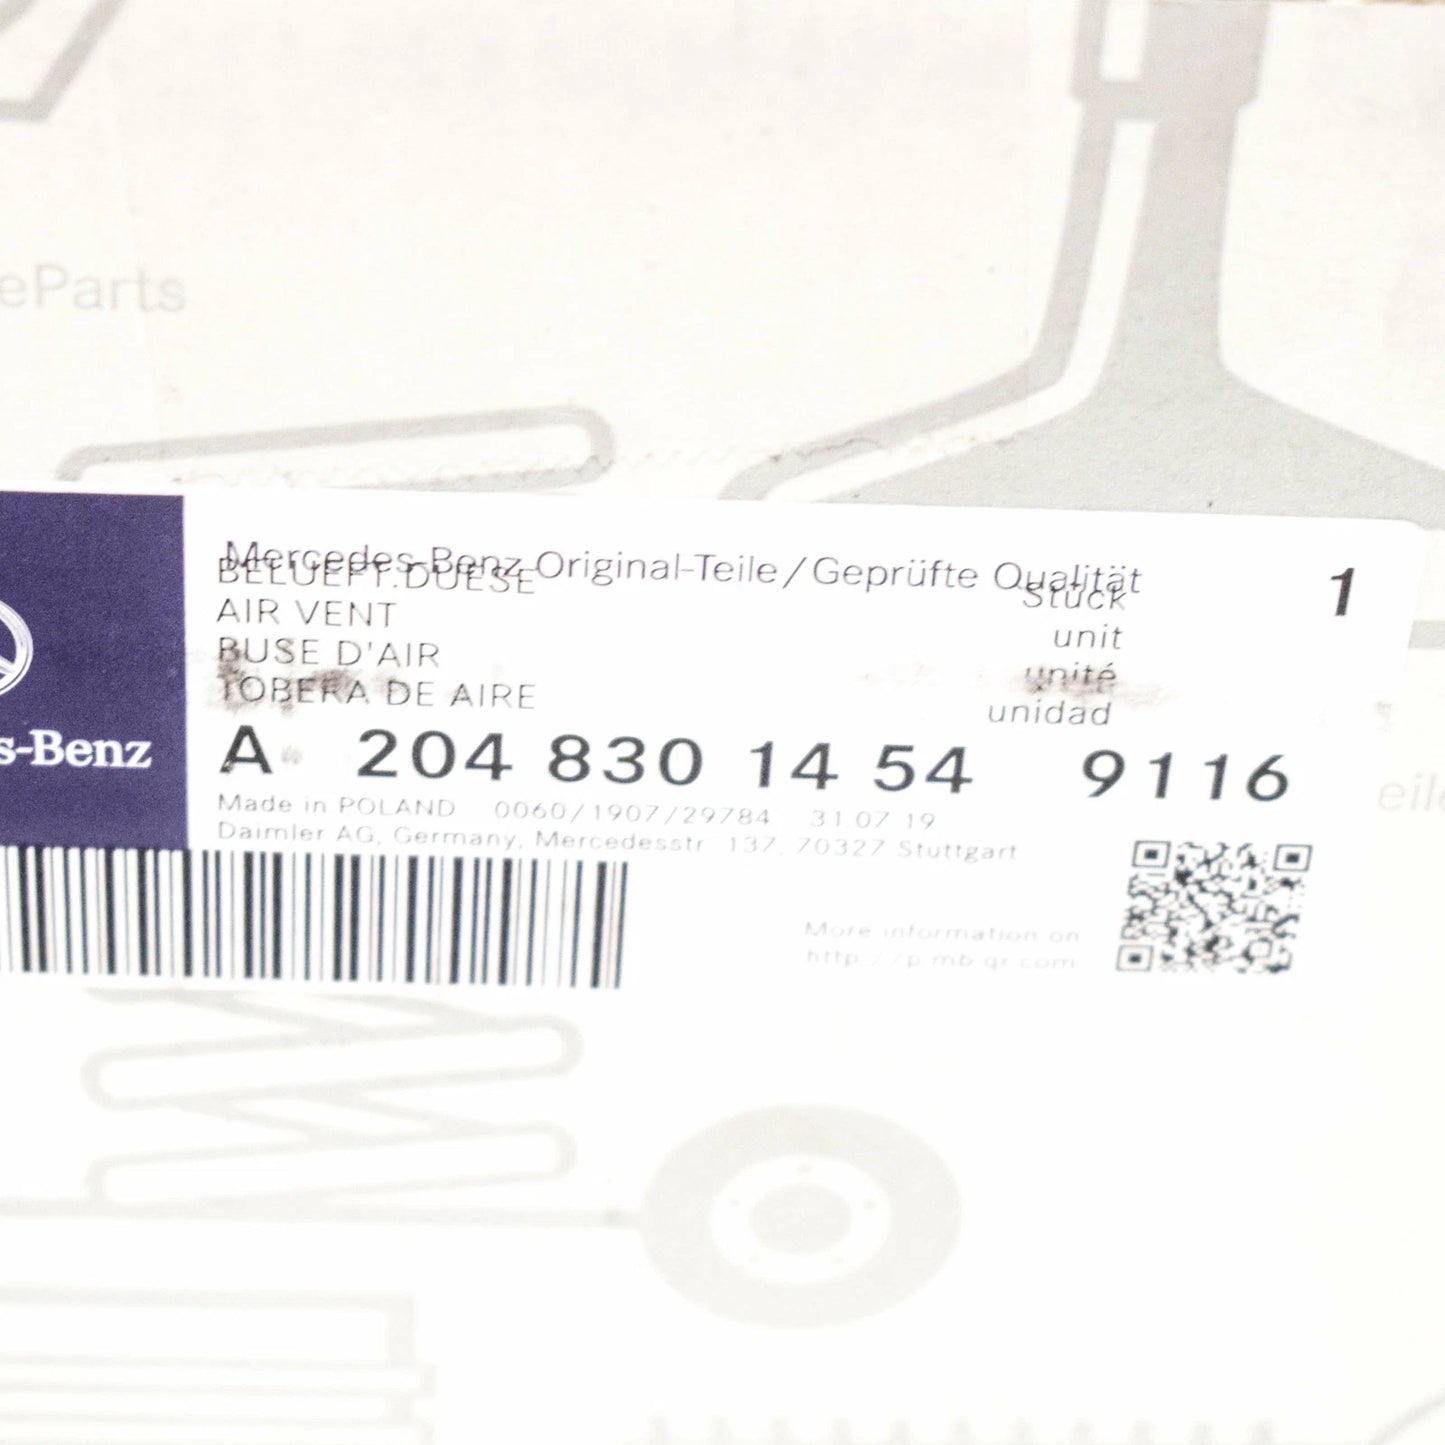 eParts
Mercedes-Benz Original-Teile/Geprüfte Qualität
BELUEFT.DUESE Stück 1
AIR VENT unit
BUSE D'AIR unité
TOBERA DE AIRE unidad
s-Benz
A 204 830 14 54 9116
Made in POLAND 0060/1907/29784 31.07.19
Daimler AG, Germany, Mercedesstr. 137, 70327 Stuttgart
More information on
http://p.mb-qr.com